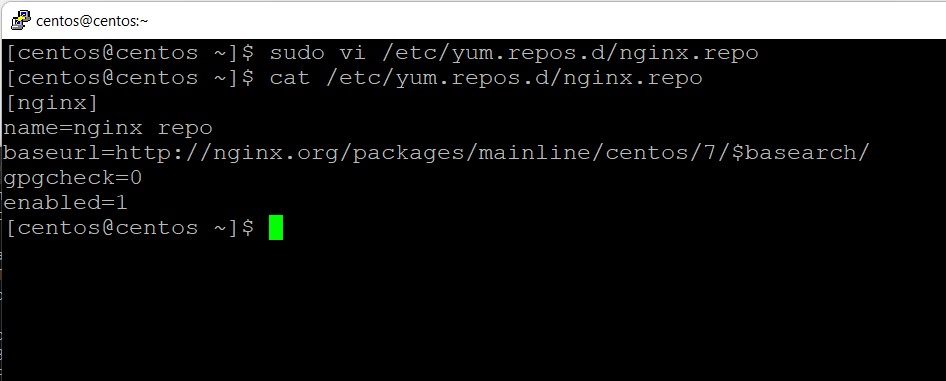 centos@centos:~
[centos@centos ~]$ sudo vi /etc/yum.repos.d/nginx.repo
[centos@centos ~]$ cat /etc/yum.repos.d/nginx.repo
[nginx]
name=nginx repo
baseurl=http://nginx.org/packages/mainline/centos/7/$basearch/
gpgcheck=0
enabled=1
[centos@centos ~]$